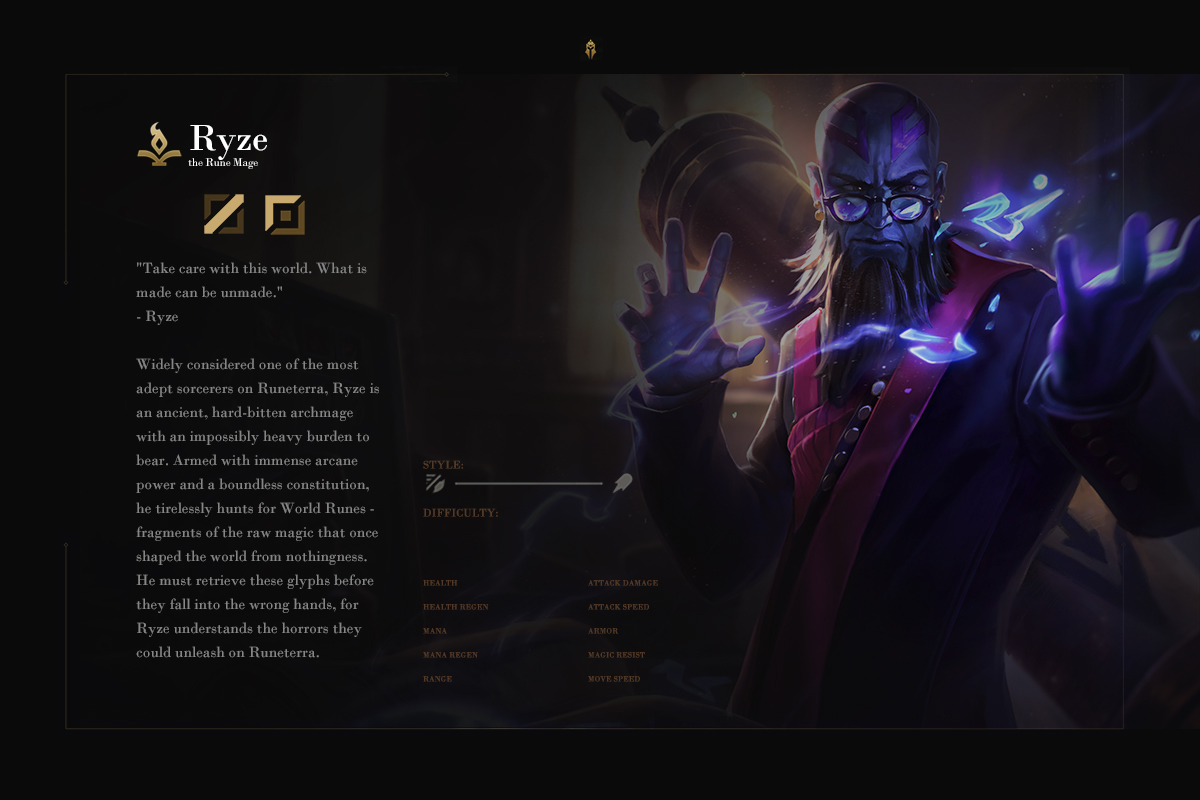 Ryze
the Rune Mage
"Take care with this world. What is
made can be unmade."
- Ryze
Widely considered one of the most
adept sorcerers on Runeterra, Ryze is
an ancient, hard-bitten archmage
with an impossibly heavy burden to
bear. Armed with immense arcane
power and a boundless constitution,
he tirelessly hunts for World Runes -
fragments of the raw magic that once
shaped the world from nothingness.
He must retrieve these glyphs before
they fall into the wrong hands, for
Ryze understands the horrors they
could unleash on Runeterra.
STYLE:
DIFFICULTY:
HEALTH
HEALTH REGEN
MANA
MANA REGEN
RANGE
ATTACK DAMAGE
ATTACK SPEED
ARMOR
MAGIC RESIST
MOVE SPEED